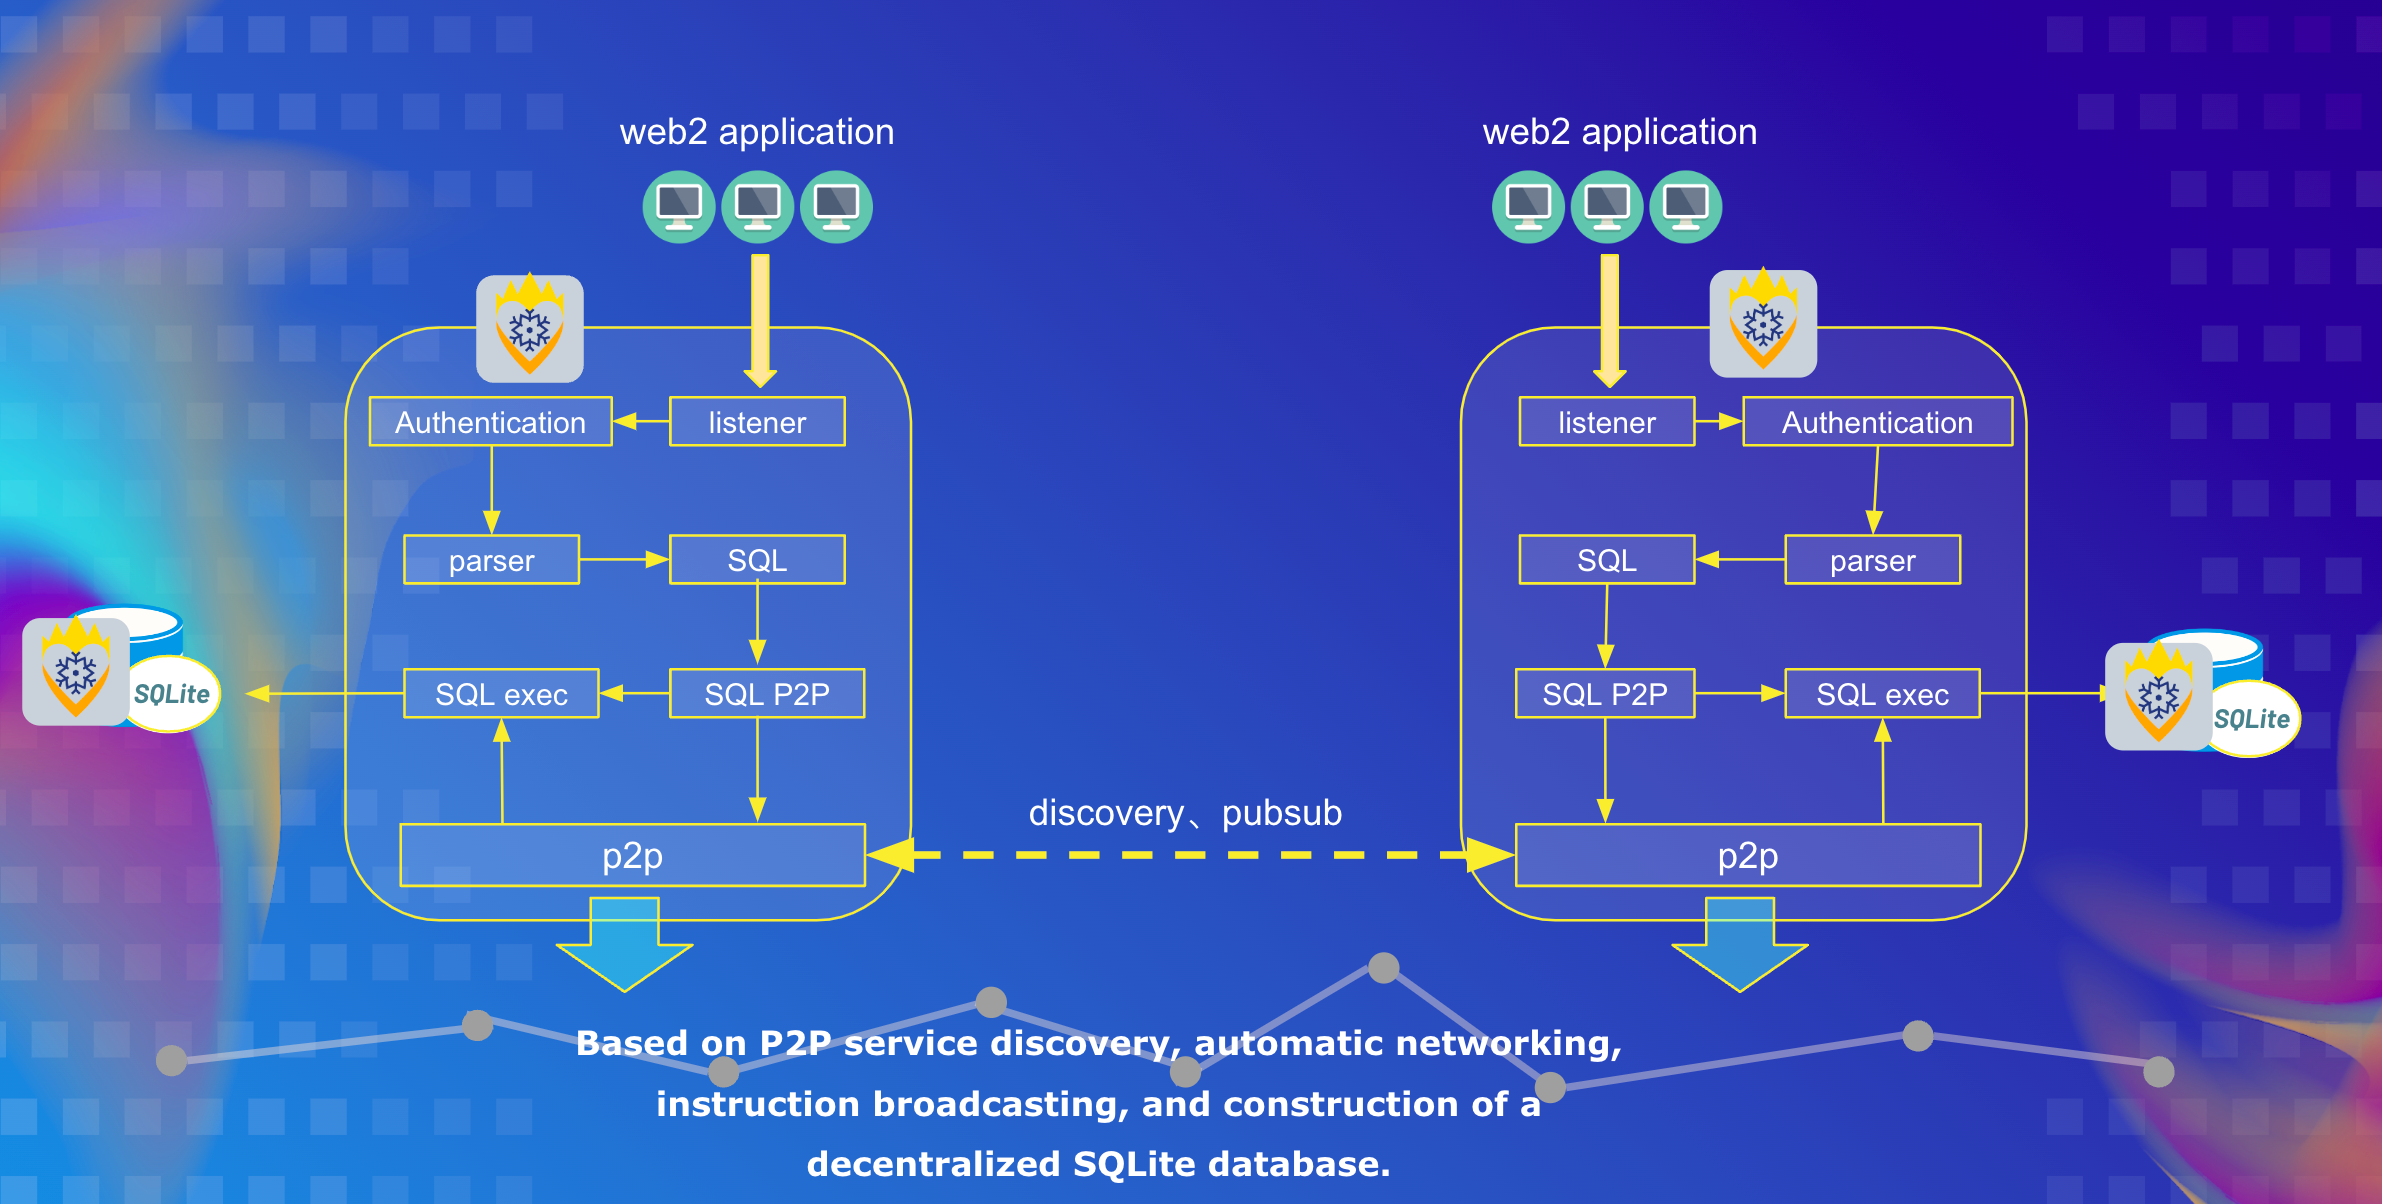 web2 application
web2 application
Authentication
listener
listener
Authentication
parser
SQL
SQL
parser
SQLite
SQL exec
SQL P2P
SQL P2P
SQL exec
SQLite
discovery、pubsub
p2p
p2p
Based on P2P service discovery, automatic networking,
instruction broadcasting, and construction of a
decentralized SQLite database.